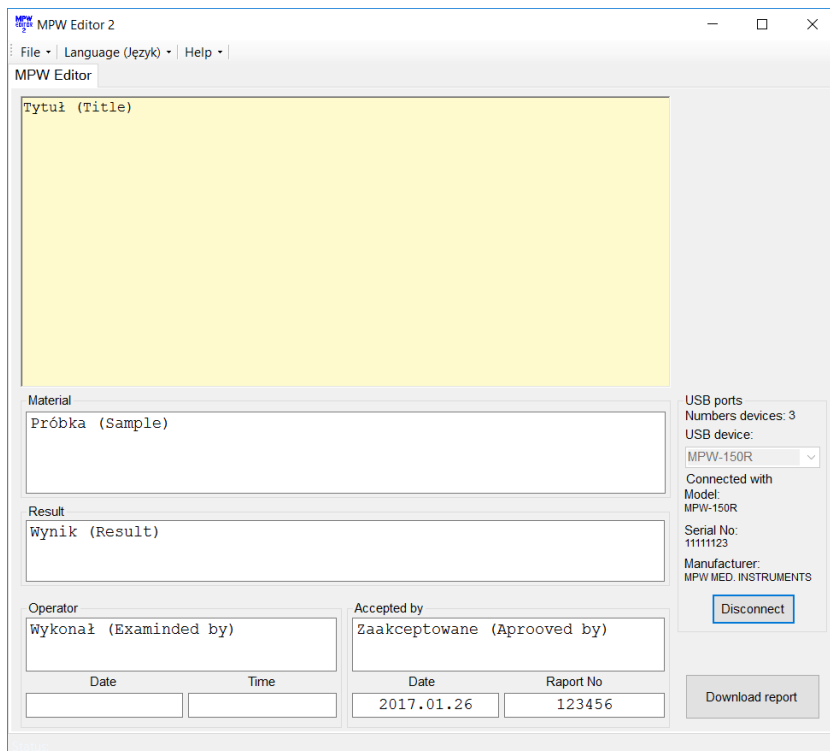 MPW EDITOR 2 MPW Editor 2
File Language (Język) Help
MPW Editor
Tytuł (Title)
Material
Próbka (Sample)
Result
Wynik (Result)
Operator
Wykonał (Examinded by)
Date Time
Accepted by
Zaakceptowane (Aprooved by)
Date Raport No
2017.01.26 123456
USB ports
Numbers devices: 3
USB device:
MPW-150R
Connected with
Model:
MPW-150R
Serial No:
11111123
Manufacturer:
MPW MED. INSTRUMENTS
Disconnect
Download report